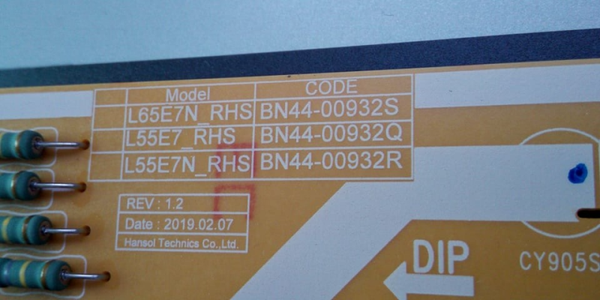 Model CODE
L65E7N_RHS BN44-00932S
L55E7_RHS BN44-00932Q
L55E7N_RHS BN44-00932R
REV : 1.2
Date : 2019.02.07
Hansol Technics Co.,Ltd.
DIP
CY905S